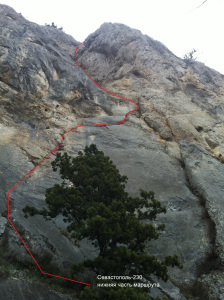 Севастополь-230
нижняя часть маршрута.